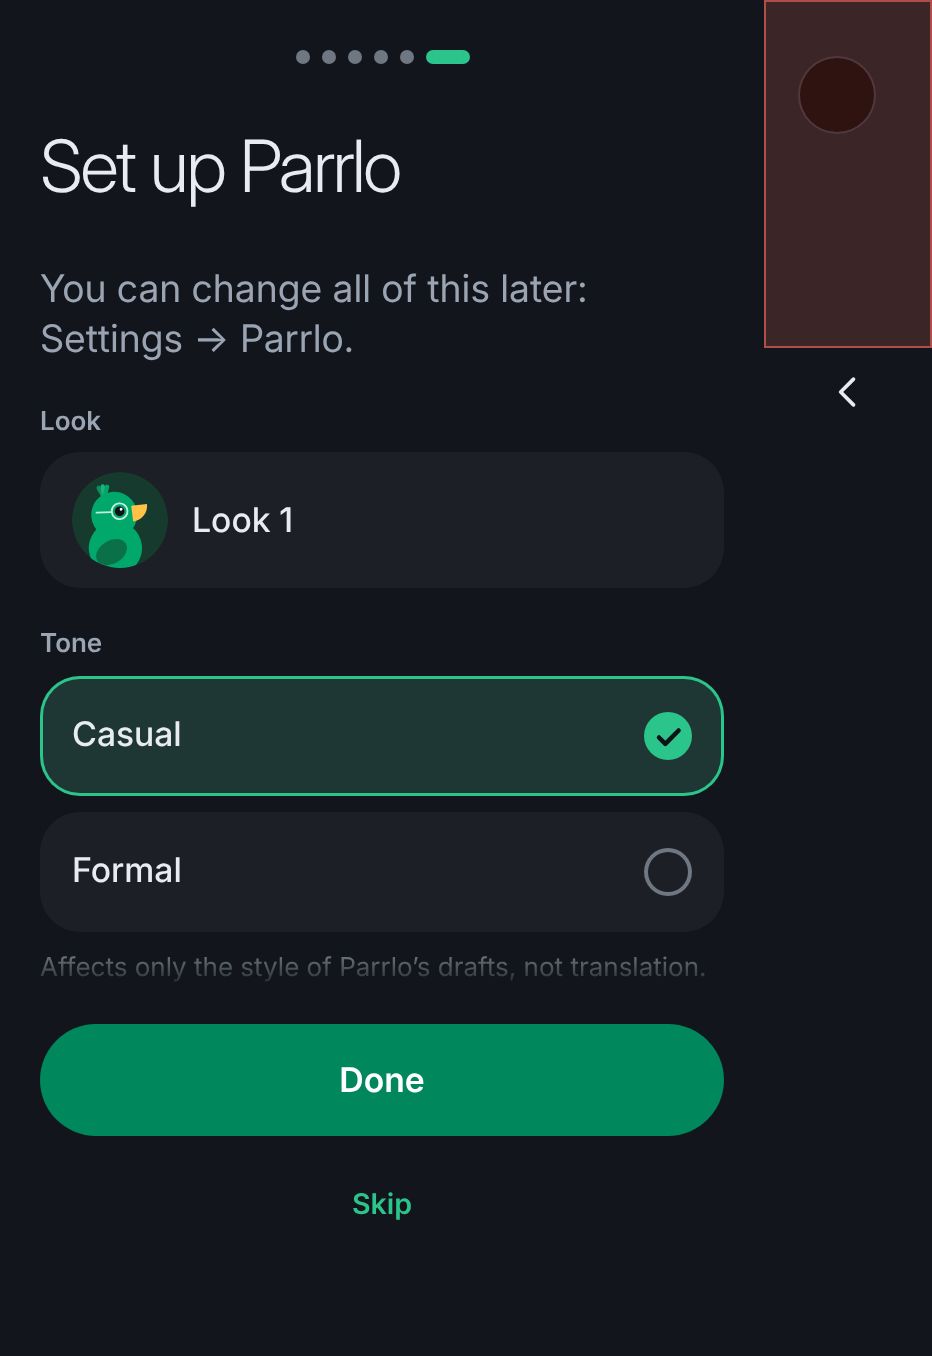 Set up Parrlo
You can change all of this later:
Settings → Parrlo.
Look
Look 1
Tone
Casual
Formal
Affects only the style of Parrlo’s drafts, not translation.
Done
Skip